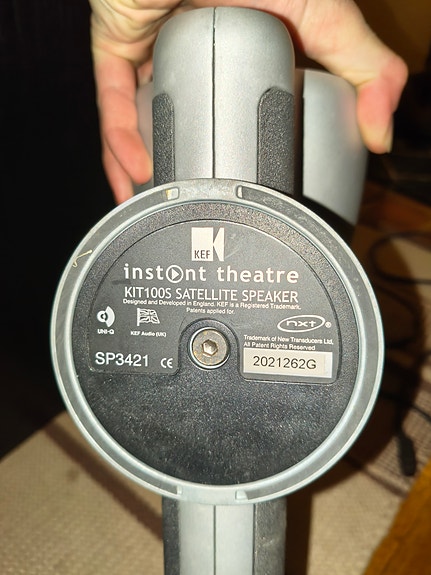 KEF
instant theatre
KIT100S SATELLITE SPEAKER
Designed and Developed in England. KEF is a Registered Trademark.
Patents applied for.
UNI-Q
KEF Audio (UK)
nxt ®
Trademark of New Transducers Ltd,
All Patent Rights Reserved
SP3421 CE
2021262G